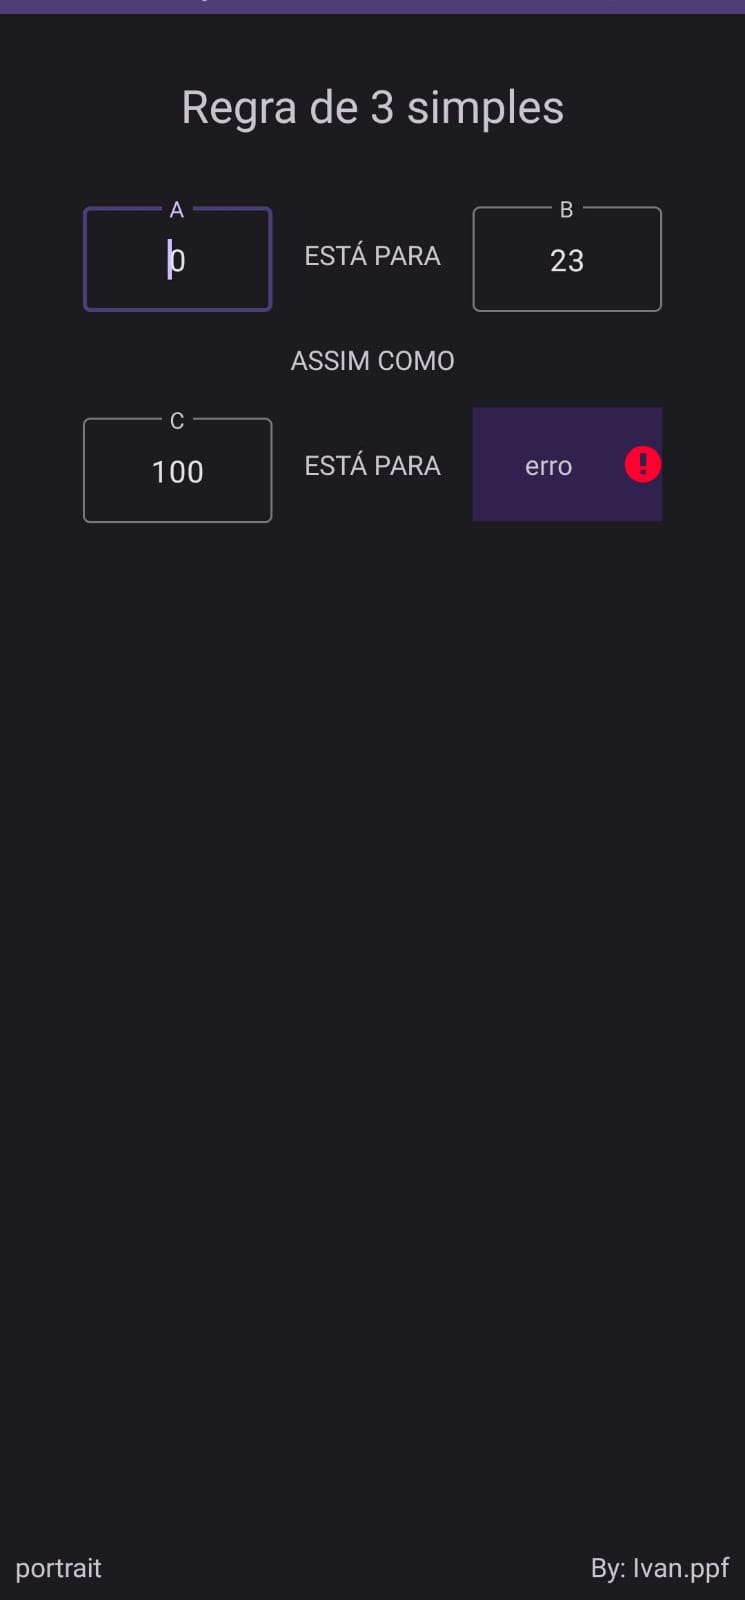 Regra de 3 simples
A
B
0
ESTÁ PARA
23
ASSIM COMO
C
100
ESTÁ PARA
erro
portrait
By: Ivan.ppf